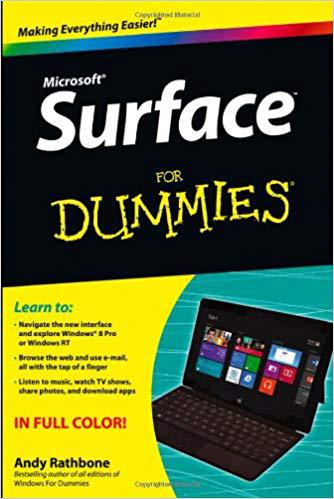 Making Everything Easier!™
Microsoft®
Surface™
FOR
DUMMIES®
Learn to:
• Navigate the new interface
and explore Windows® 8 Pro
or Windows RT
• Browse the web and use e-mail,
all with the tap of a finger
• Listen to music, watch TV shows,
share photos, and download apps
IN FULL COLOR!
Andy Rathbone
Bestselling author of all editions of
Windows For Dummies
Start